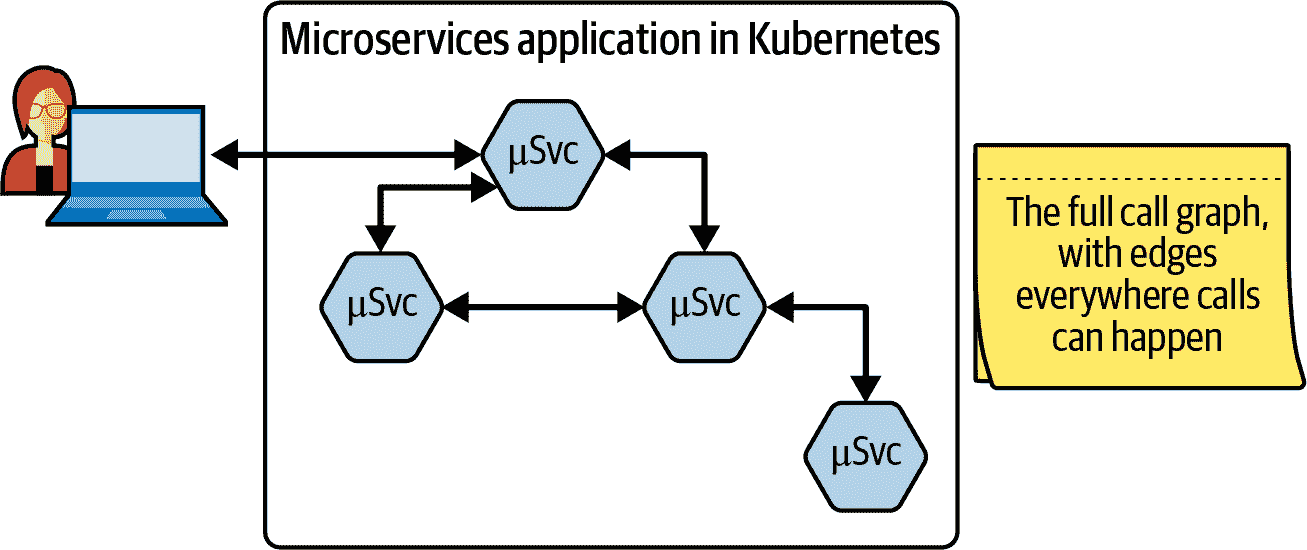 Microservices application in Kubernetes
μSvc
μSvc
μSvc
μSvc
The full call graph,
with edges
everywhere calls
can happen